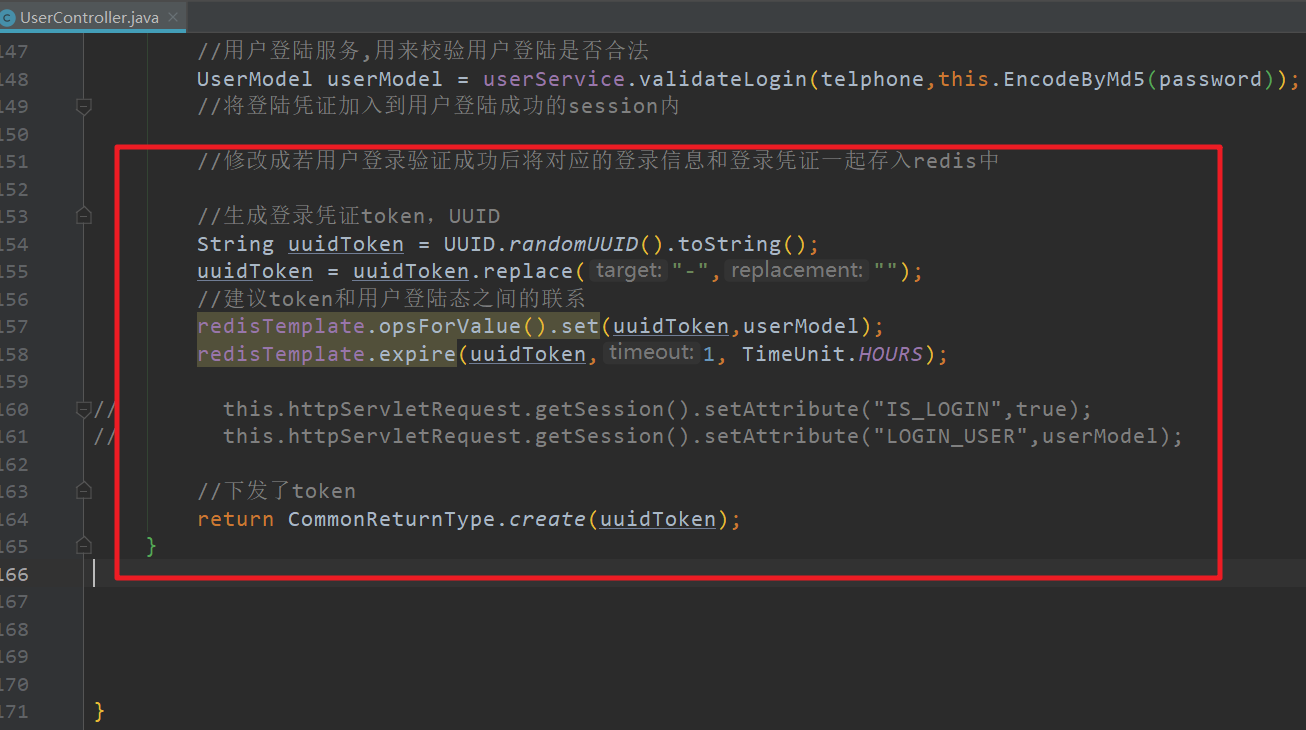 UserController.java
147 //用户登陆服务,用来校验用户登陆是否合法
148 UserModel userModel = userService.validateLogin(telphone,this.EncodeByMd5(password));
149 //将登陆凭证加入到用户登陆成功的session内
150
151 //修改成若用户登录验证成功后将对应的登录信息和登录凭证一起存入redis中
152
153 //生成登录凭证token，UUID
154 String uuidToken = UUID.randomUUID().toString();
155 uuidToken = uuidToken.replace( target: "-", replacement: "");
156 //建议token和用户登陆态之间的联系
157 redisTemplate.opsForValue().set(uuidToken,userModel);
158 redisTemplate.expire(uuidToken, timeout: 1, TimeUnit.HOURS);
159
160 // this.httpServletRequest.getSession().setAttribute("IS_LOGIN",true);
161 // this.httpServletRequest.getSession().setAttribute("LOGIN_USER",userModel);
162
163 //下发了token
164 return CommonReturnType.create(uuidToken);
165 }
166
167
168
169
170
171 }